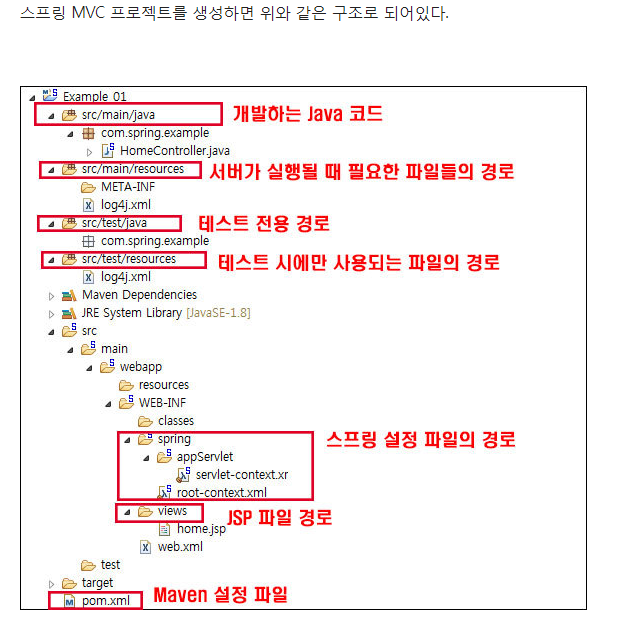 스프링 MVC 프로젝트를 생성하면 위와 같은 구조로 되어있다.
Example 01
src/main/java 개발하는 Java 코드
com.spring.example
HomeController.java
src/main/resources 서버가 실행될 때 필요한 파일들의 경로
META-INF
log4j.xml
src/test/java 테스트 전용 경로
com.spring.example
src/test/resources 테스트 시에만 사용되는 파일의 경로
log4j.xml
Maven Dependencies
JRE System Library [JavaSE-1.8]
src
main
webapp
resources
WEB-INF
classes
spring 스프링 설정 파일의 경로
appServlet
servlet-context.xr
root-context.xml
views JSP 파일 경로
home.jsp
web.xml
test
target
pom.xml Maven 설정 파일